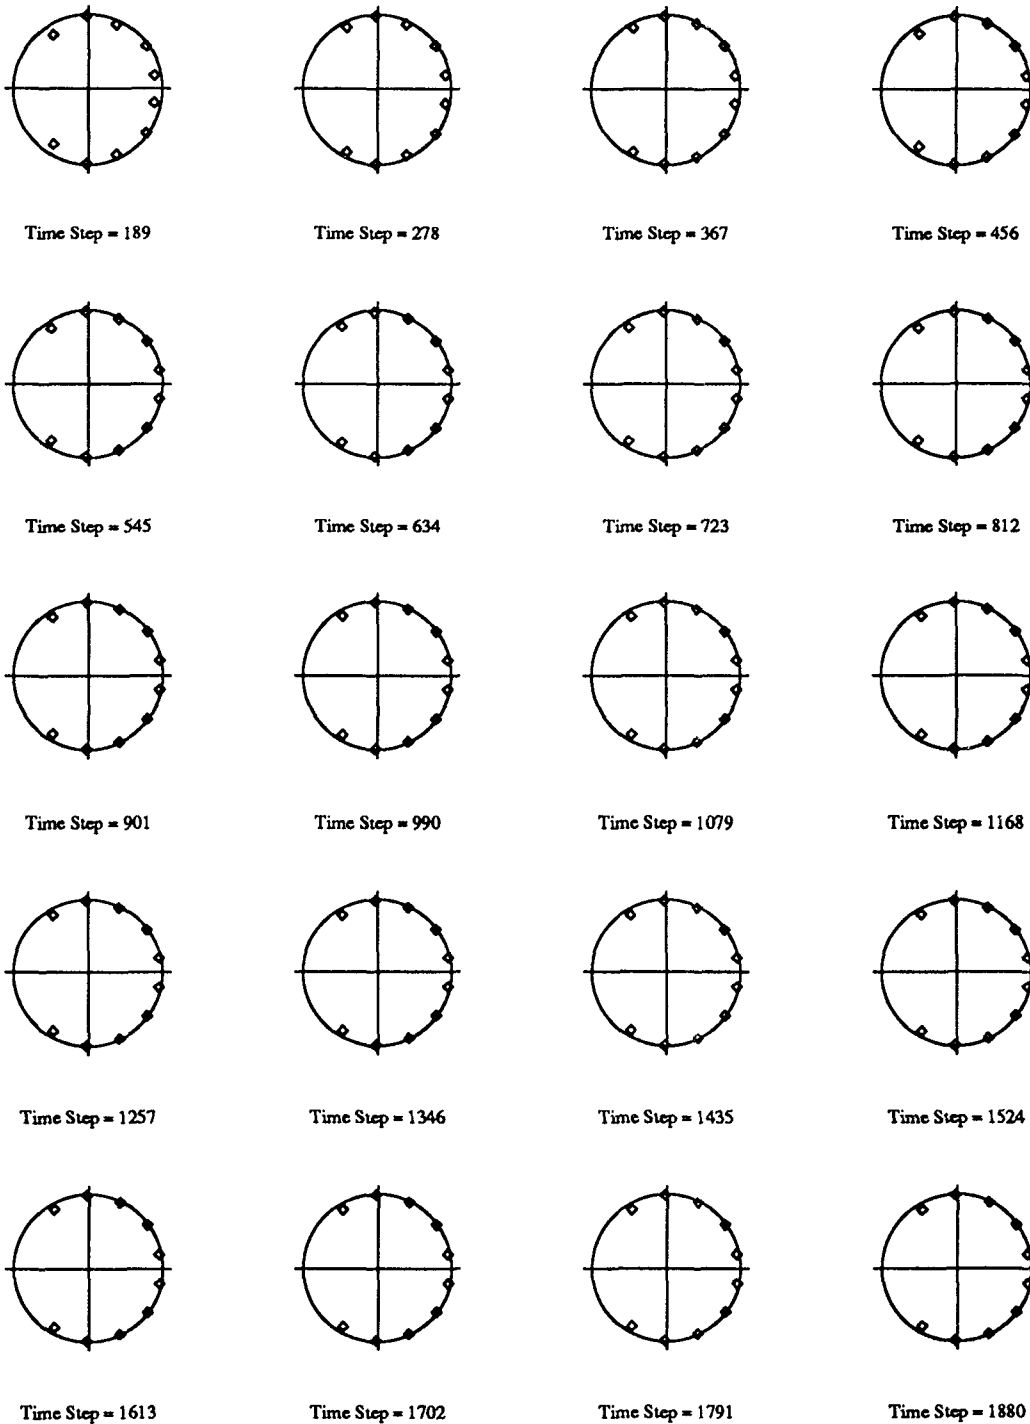 Time Step = 189
Time Step = 278
Time Step = 367
Time Step = 456
Time Step = 545
Time Step = 634
Time Step = 723
Time Step = 812
Time Step = 901
Time Step = 990
Time Step = 1079
Time Step = 1168
Time Step = 1257
Time Step = 1346
Time Step = 1435
Time Step = 1524
Time Step = 1613
Time Step = 1702
Time Step = 1791
Time Step = 1880